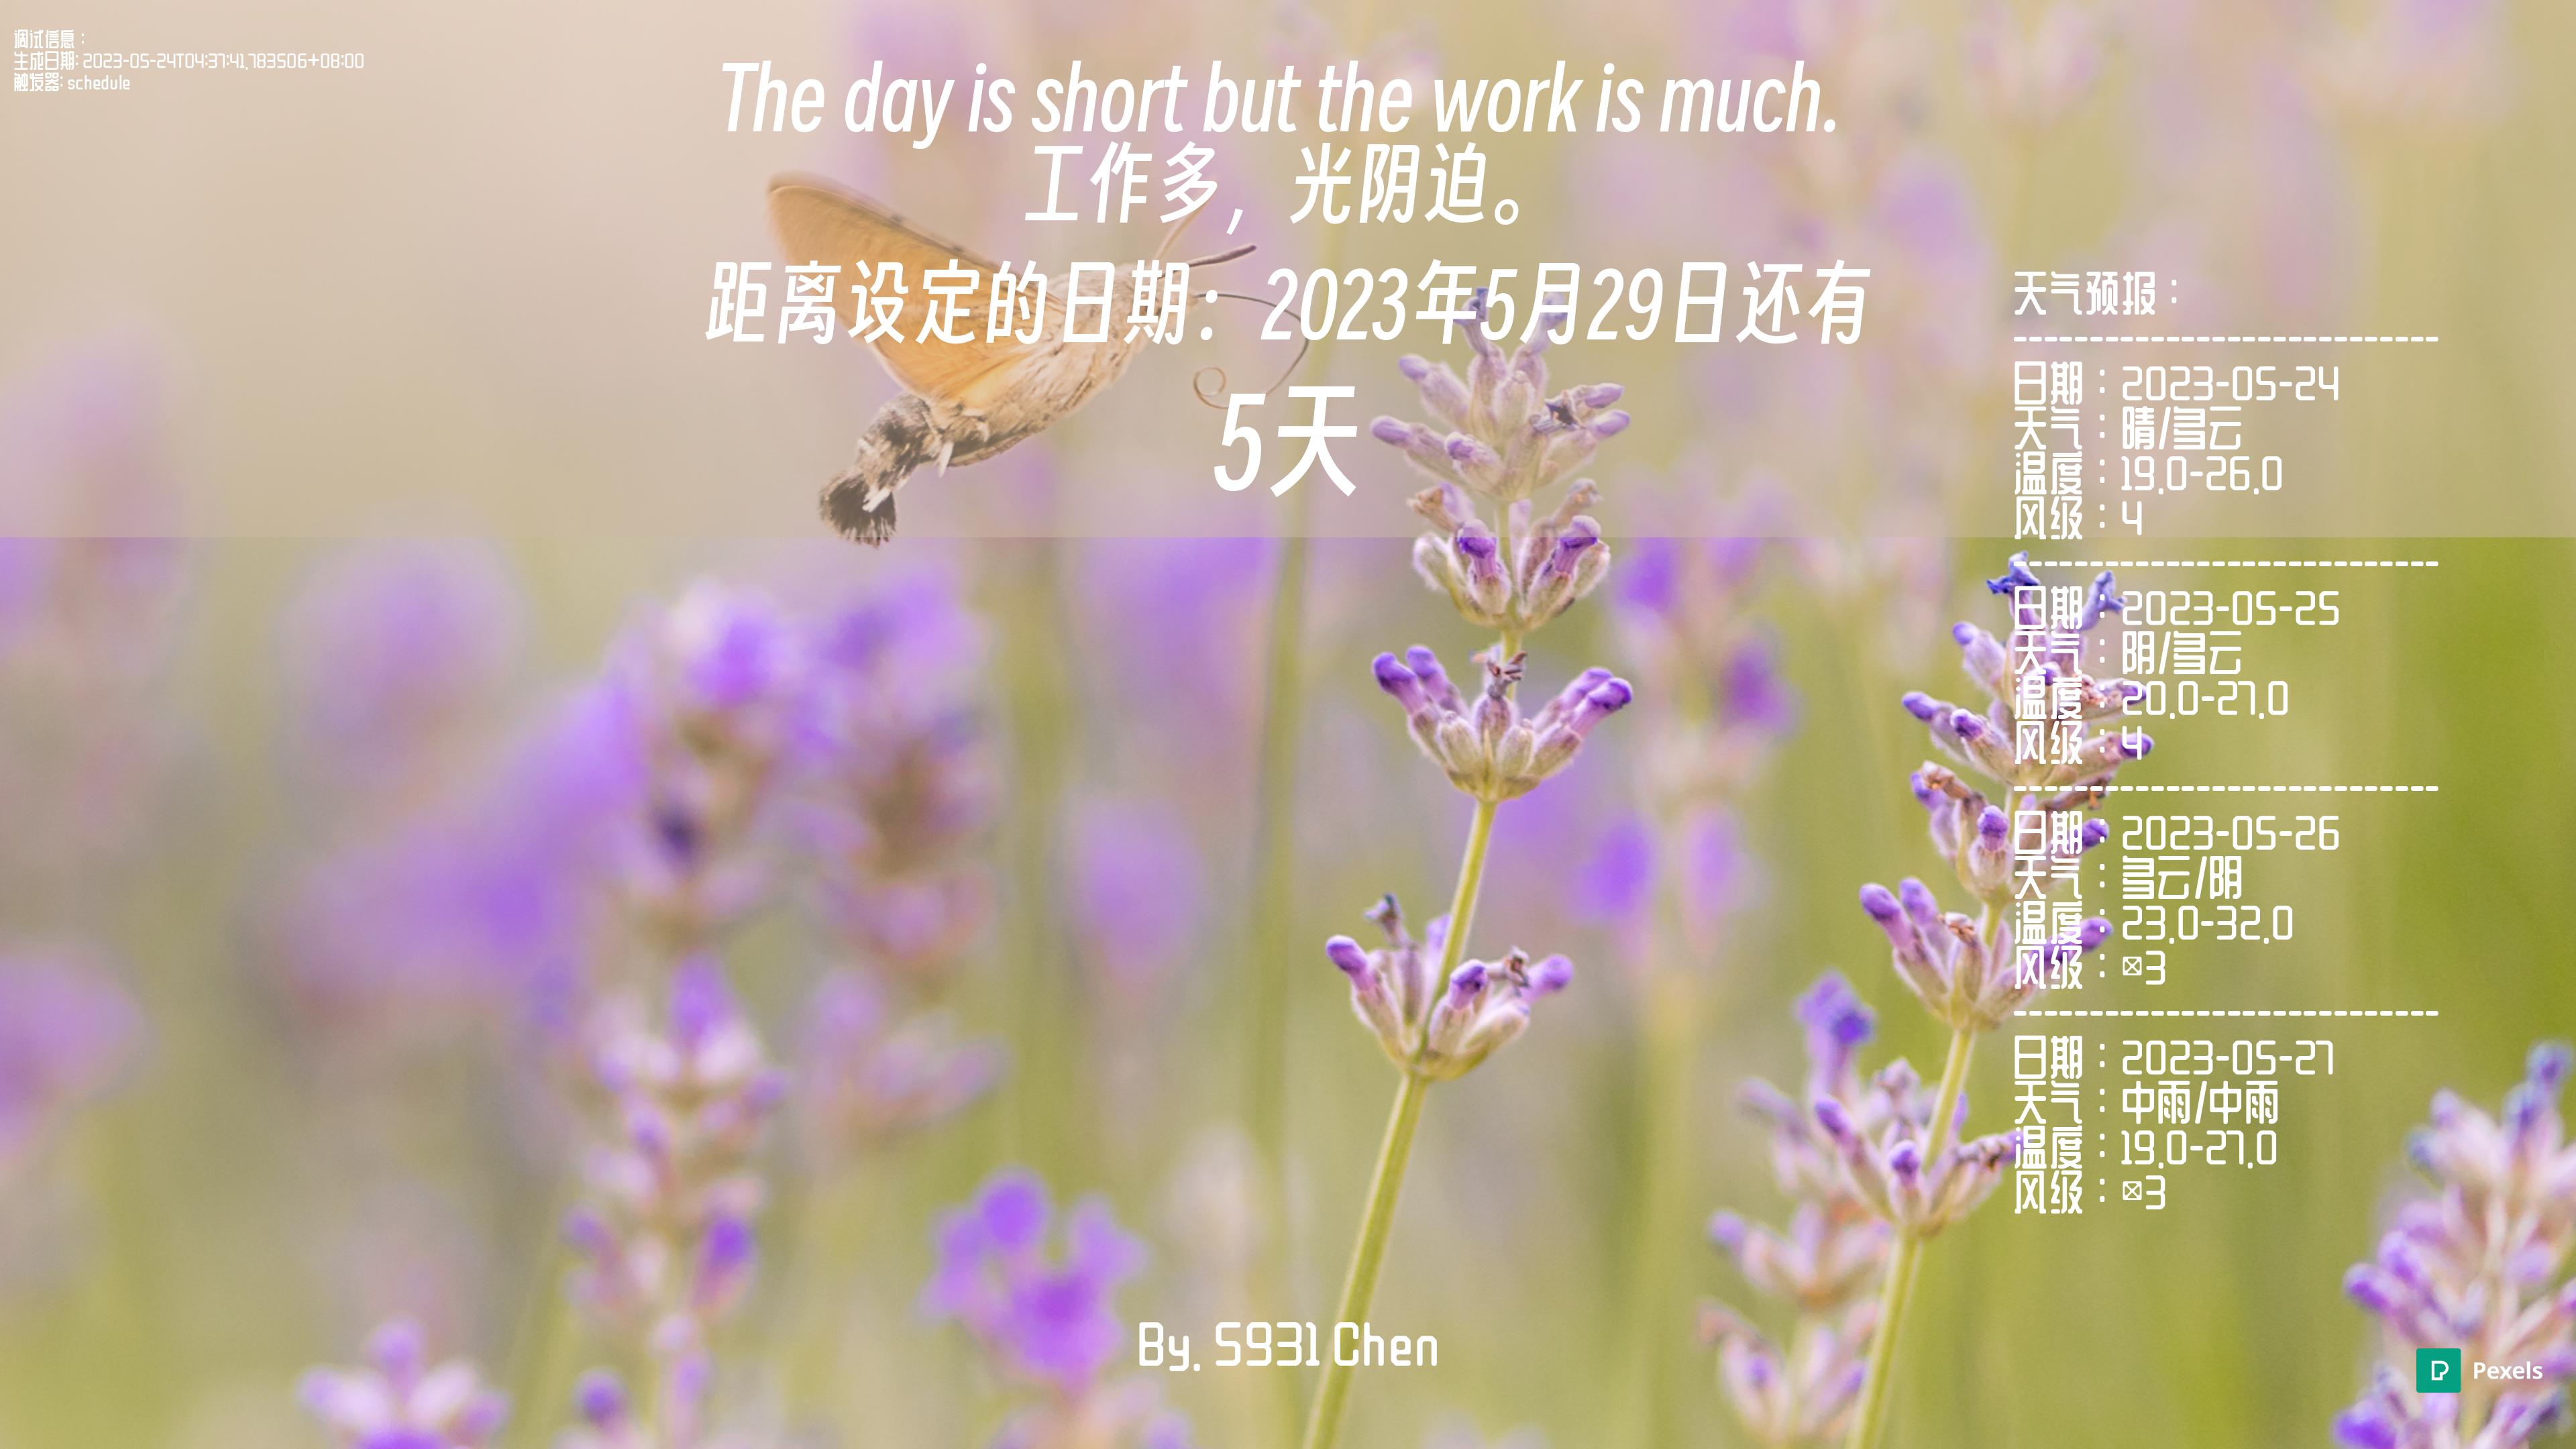 调试信息：
生成日期: 2023-05-24T04:37:41.783506+08:00
触发器: schedule
The day is short but the work is much.
工作多，光阴迫。
距离设定的日期：2023年5月29日还有
5天
天气预报：
----------------------------
日期：2023-05-24
天气：晴/多云
温度：19.0-26.0
风级：4
----------------------------
日期：2023-05-25
天气：阴/多云
温度：20.0-27.0
风级：4
----------------------------
日期：2023-05-26
天气：多云/阴
温度：23.0-32.0
风级：☒3
----------------------------
日期：2023-05-27
天气：中雨/中雨
温度：19.0-27.0
风级：☒3
By. S931 Chen
Pexels